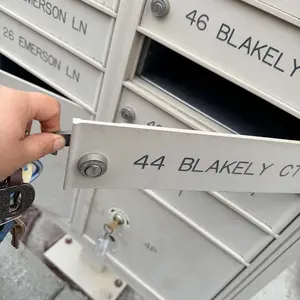 EMERSON LN
46 BLAKELY
26 EMERSON LN
44 BLAKELY CT